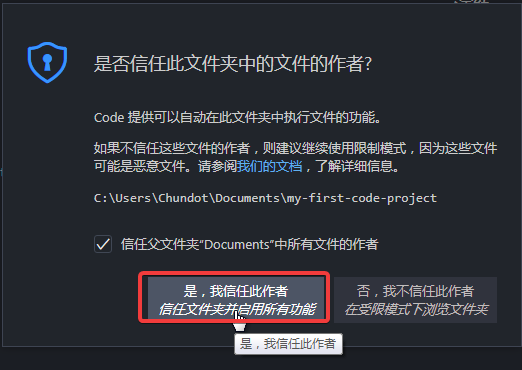 是否信任此文件夹中的文件的作者?
Code 提供可以自动在此文件夹中执行文件的功能。
如果不信任这些文件的作者，则建议继续使用限制模式，因为这些文件
可能是恶意文件。请参阅我们的文档，了解详细信息。
C:\Users\Chundot\Documents\my-first-code-project
信任父文件夹“Documents”中所有文件的作者
是，我信任此作者
信任文件夹并启用所有功能
否，我不信任此作者
在受限模式下浏览文件夹
是，我信任此作者